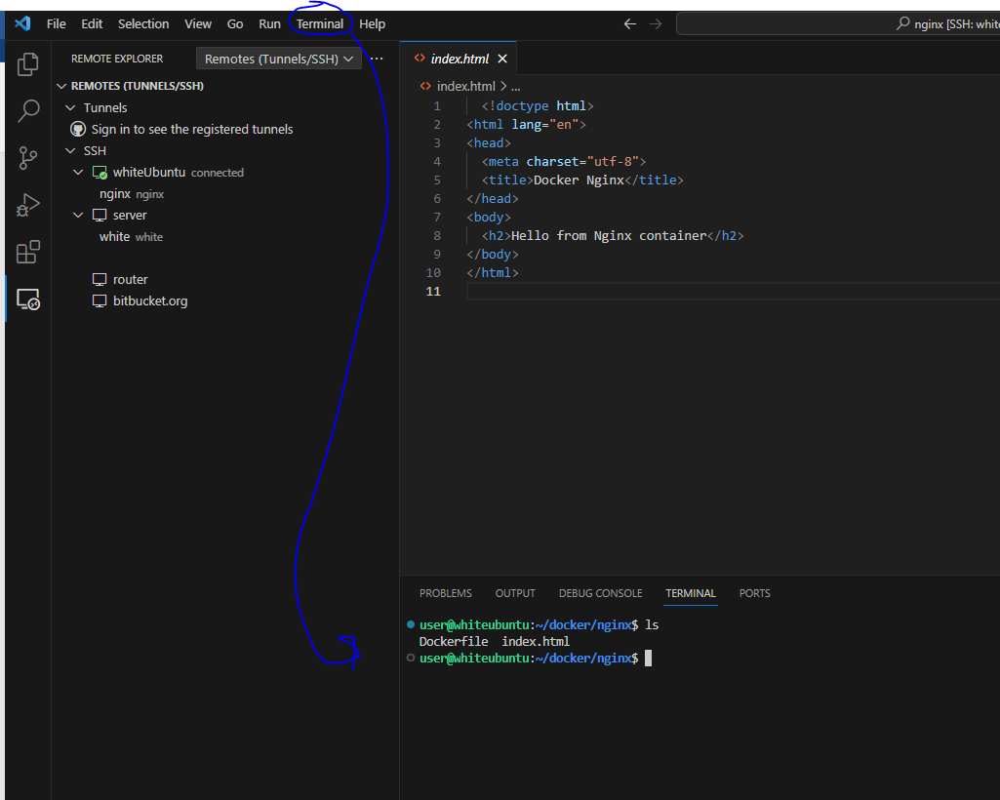 File Edit Selection View Go Run Terminal Help
nginx [SSH: white
REMOTE EXPLORER
Remotes (Tunnels/SSH)
REMOTES (TUNNELS/SSH)
Tunnels
Sign in to see the registered tunnels
SSH
whiteUbuntu connected
nginx nginx
server
white white
router
bitbucket.org
index.html
index.html > ...
1 <!doctype html>
2 <html lang="en">
3 <head>
4 <meta charset="utf-8">
5 <title>Docker Nginx</title>
6 </head>
7 <body>
8 <h2>Hello from Nginx container</h2>
9 </body>
10 </html>
11
PROBLEMS OUTPUT DEBUG CONSOLE TERMINAL PORTS
user@whiteubuntu:~/docker/nginx$ ls
Dockerfile index.html
user@whiteubuntu:~/docker/nginx$